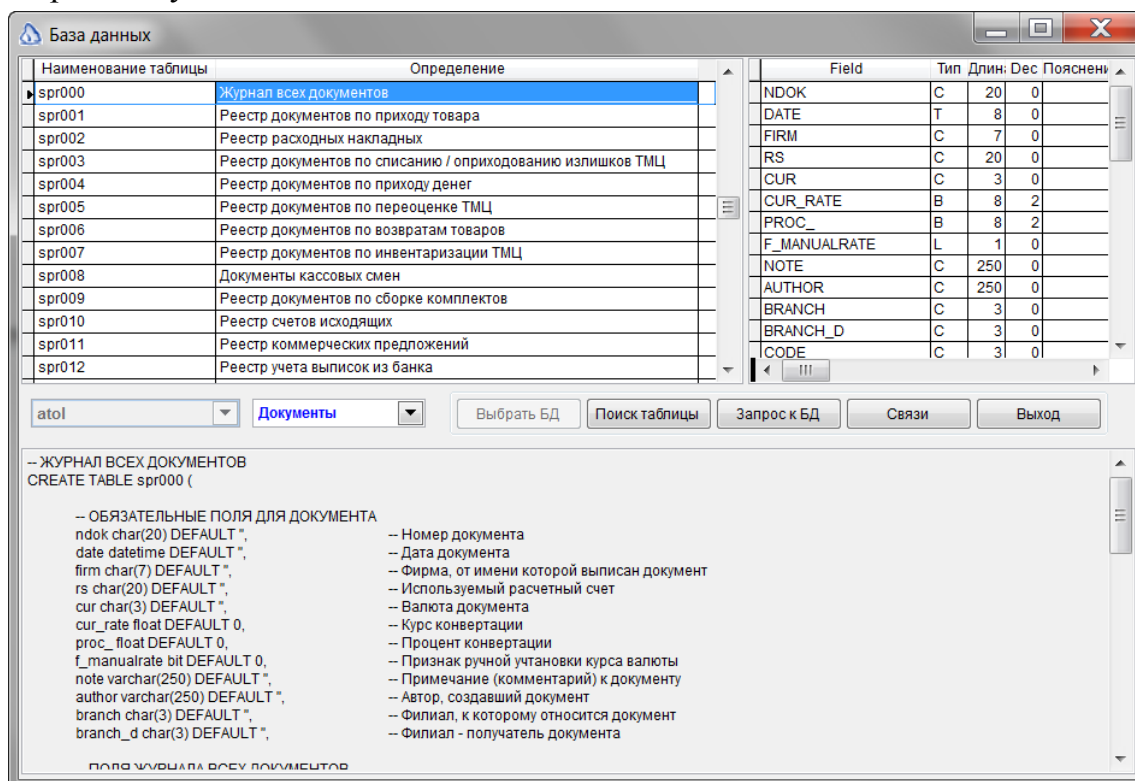 База данных
Наименование таблицы Определение
spr000 Журнал всех документов
spr001 Реестр документов по приходу товара
spr002 Реестр расходных накладных
spr003 Реестр документов по списанию / оприходованию излишков ТМЦ
spr004 Реестр документов по приходу денег
spr005 Реестр документов по переоценке ТМЦ
spr006 Реестр документов по возвратам товаров
spr007 Реестр документов по инвентаризации ТМЦ
spr008 Документы кассовых смен
spr009 Реестр документов по сборке комплектов
spr010 Реестр счетов исходящих
spr011 Реестр коммерческих предложений
spr012 Реестр учета выписок из банка
Field Тип Длин Dec Пояснени
NDOK C 20 0
DATE T 8 0
FIRM C 7 0
RS C 20 0
CUR C 3 0
CUR_RATE B 8 2
PROC_ B 8 2
F_MANUALRATE L 1 0
NOTE C 250 0
AUTHOR C 250 0
BRANCH C 3 0
BRANCH_D C 3 0
CODE C 3 0
atol Документы Выбрать БД Поиск таблицы Запрос к БД Связи Выход
-- ЖУРНАЛ ВСЕХ ДОКУМЕНТОВ
CREATE TABLE spr000 (
-- ОБЯЗАТЕЛЬНЫЕ ПОЛЯ ДЛЯ ДОКУМЕНТА
ndok char(20) DEFAULT '', -- Номер документа
date datetime DEFAULT '', -- Дата документа
firm char(7) DEFAULT '', -- Фирма, от имени которой выписан документ
rs char(20) DEFAULT '', -- Используемый расчетный счет
cur char(3) DEFAULT '', -- Валюта документа
cur_rate float DEFAULT 0, -- Курс конвертации
proc_ float DEFAULT 0, -- Процент конвертации
f_manualrate bit DEFAULT 0, -- Признак ручной учтановки курса валюты
note varchar(250) DEFAULT '', -- Примечание (комментарий) к документу
author varchar(250) DEFAULT '', -- Автор, создавший документ
branch char(3) DEFAULT '', -- Филиал, к которому относится документ
branch_d char(3) DEFAULT '', -- Филиал - получатель документа
-- ПОЛЯ ЖУРНАЛА ВСЕХ ДОКУМЕНТОВ